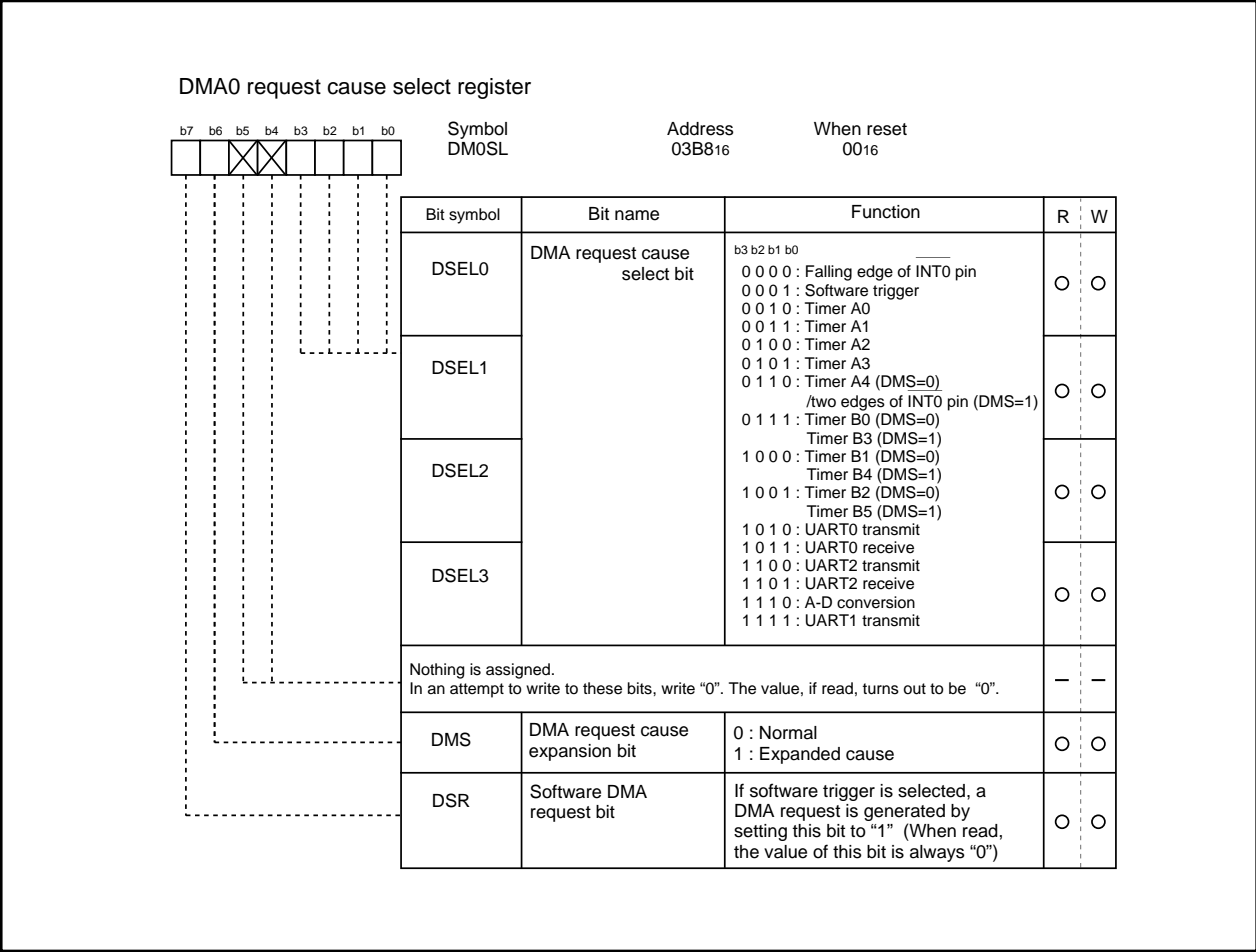 DMA0 request cause select register
b7 b6 b5 b4 b3 b2 b1 b0
Symbol Address When reset
DM0SL 03B816 0016
Bit symbol Bit name Function R W
DSEL0
DMA request cause
select bit
b3 b2 b1 b0
0 0 0 0 : Falling edge of INT0 pin
0 0 0 1 : Software trigger
0 0 1 0 : Timer A0
0 0 1 1 : Timer A1
0 1 0 0 : Timer A2
0 1 0 1 : Timer A3
0 1 1 0 : Timer A4 (DMS=0)
/two edges of INT0 pin (DMS=1)
0 1 1 1 : Timer B0 (DMS=0)
Timer B3 (DMS=1)
1 0 0 0 : Timer B1 (DMS=0)
Timer B4 (DMS=1)
1 0 0 1 : Timer B2 (DMS=0)
Timer B5 (DMS=1)
1 0 1 0 : UART0 transmit
1 0 1 1 : UART0 receive
1 1 0 0 : UART2 transmit
1 1 0 1 : UART2 receive
1 1 1 0 : A-D conversion
1 1 1 1 : UART1 transmit
DSEL1
DSEL2
DSEL3
Nothing is assigned.
In an attempt to write to these bits, write “0”. The value, if read, turns out to be “0”.
DMS
DMA request cause
expansion bit
0 : Normal
1 : Expanded cause
DSR
Software DMA
request bit
If software trigger is selected, a
DMA request is generated by
setting this bit to “1” (When read,
the value of this bit is always “0”)